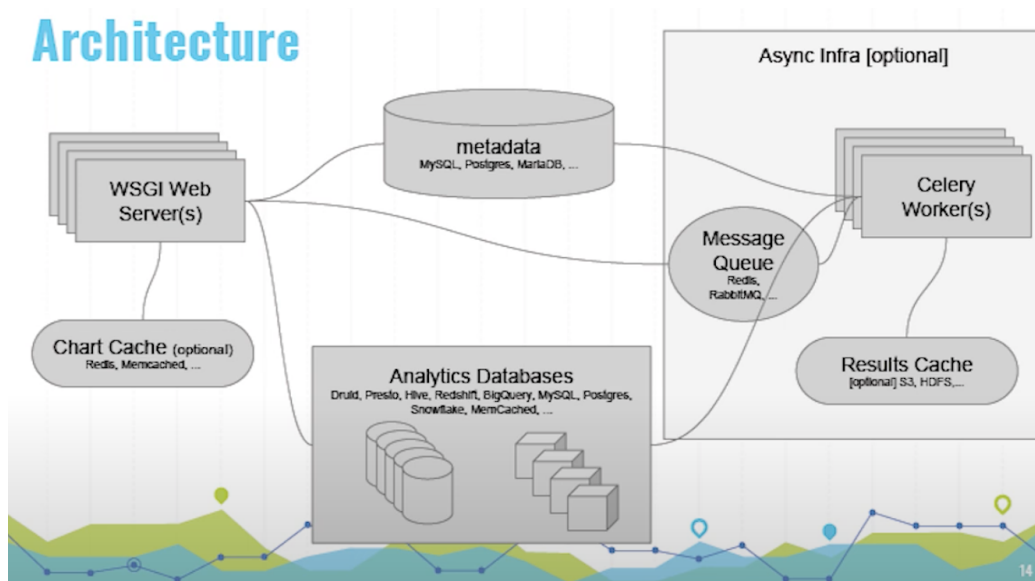 Architecture
Async Infra [optional]
metadata
MySQL, Postgres, MariaDB, ...
WSGI Web
Server(s)
Celery
Worker(s)
Message
Queue
Redis,
RabbitMQ, ...
Chart Cache (optional)
Redis, Memcached, ...
Analytics Databases
Druid, Presto, Hive, Redshift, BigQuery, MySQL, Postgres,
Snowflake, MemCached, ...
Results Cache
[optional] S3, HDFS,...
14